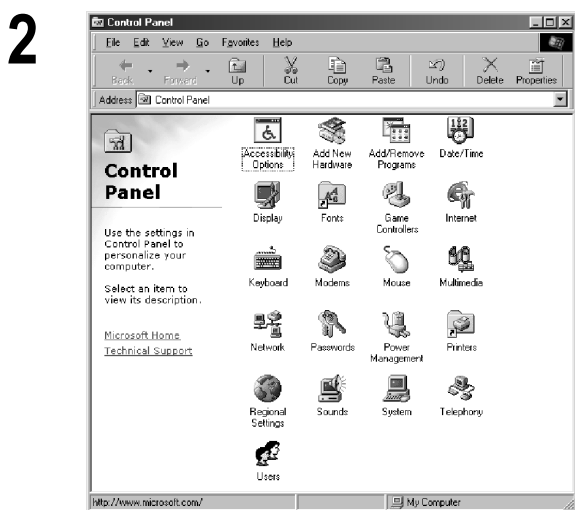 2
Control Panel
File Edit View Go Favorites Help
Back Forward Up Cut Copy Paste Undo Delete Properties
Address Control Panel
Control
Panel
Use the settings in
Control Panel to
personalize your
computer.
Select an item to
view its description.
Microsoft Home
Technical Support
Accessibility
Options
Add New
Hardware
Add/Remove
Programs
Date/Time
Display
Fonts
Game
Controllers
Internet
Keyboard
Modems
Mouse
Multimedia
Network
Passwords
Power
Management
Printers
Regional
Settings
Sounds
System
Telephony
Users
http://www.microsoft.com/
My Computer